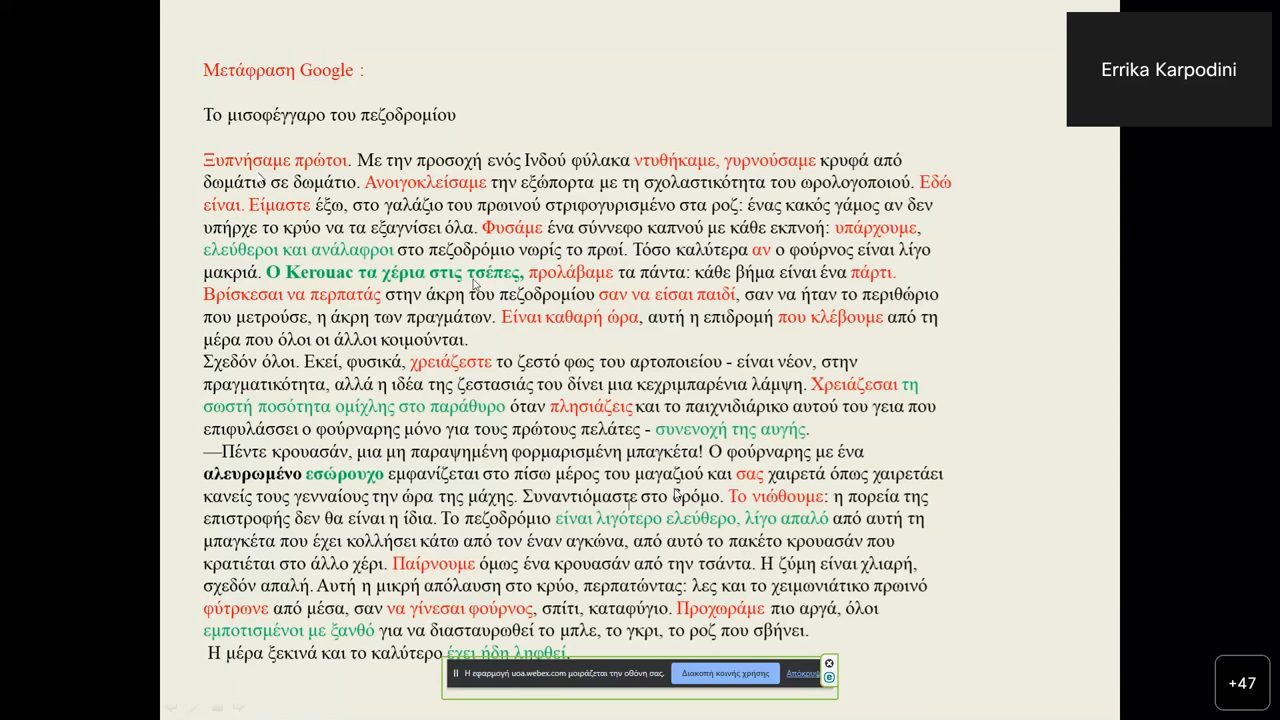 Μετάφραση Google :
Errika Karpodini
Το μισοφέγγαρο του πεζοδρομίου
Ξυπνήσαμε πρώτοι. Με την προσοχή ενός Ινδού φύλακα ντυθήκαμε, γυρνούσαμε κρυφά από
δωμάτιο σε δωμάτιο. Ανοιγοκλείσαμε την εξώπορτα με τη σχολαστικότητα του ωρολογοποιού. Εδώ
είναι. Είμαστε έξω, στο γαλάζιο του πρωινού στριφογυρισμένο στα ροζ: ένας κακός γάμος αν δεν
υπήρχε το κρύο να τα εξαγνίσει όλα. Φυσάμε ένα σύννεφο καπνού με κάθε εκπνοή: υπάρχουμε,
ελεύθεροι και ανάλαφροι στο πεζοδρόμιο νωρίς το πρωί. Τόσο καλύτερα αν ο φούρνος είναι λίγο
μακριά. Ο Kerouac τα χέρια στις τσέπες, προλάβαμε τα πάντα: κάθε βήμα είναι ένα πάρτι.
Βρίσκεσαι να περπατάς στην άκρη του πεζοδρομίου σαν να είσαι παιδί, σαν να ήταν το περιθώριο
που μετρούσε, η άκρη των πραγμάτων. Είναι καθαρή ώρα, αυτή η επιδρομή που κλέβουμε από τη
μέρα που όλοι οι άλλοι κοιμούνται.
Σχεδόν όλοι. Εκεί, φυσικά, χρειάζεστε το ζεστό φως του αρτοποιείου - είναι νέον, στην
πραγματικότητα, αλλά η ιδέα της ζεστασιάς του δίνει μια κεχριμπαρένια λάμψη. Χρειάζεσαι τη
σωστή ποσότητα ομίχλης στο παράθυρο όταν πλησιάζεις και το παιχνιδιάρικο αυτού του γεια που
επιφυλάσσει ο φούρναρης μόνο για τους πρώτους πελάτες - συνενοχή της αυγής.
—Πέντε κρουασάν, μια μη παραψημένη φορμαρισμένη μπαγκέτα! Ο φούρναρης με ένα
αλευρωμένο εσώρουχο εμφανίζεται στο πίσω μέρος του μαγαζιού και σας χαιρετά όπως χαιρετάει
κανείς τους γενναίους την ώρα της μάχης. Συναντιόμαστε στο δρόμο. Το νιώθουμε: η πορεία της
επιστροφής δεν θα είναι η ίδια. Το πεζοδρόμιο είναι λιγότερο ελεύθερο, λίγο απαλό από αυτή τη
μπαγκέτα που έχει κολλήσει κάτω από τον έναν αγκώνα, από αυτό το πακέτο κρουασάν που
κρατιέται στο άλλο χέρι. Παίρνουμε όμως ένα κρουασάν από την τσάντα. Η ζύμη είναι χλιαρή,
σχεδόν απαλή. Αυτή η μικρή απόλαυση στο κρύο, περπατώντας: λες και το χειμωνιάτικο πρωινό
φύτρωνε από μέσα, σαν να γίνεσαι φούρνος, σπίτι, καταφύγιο. Προχωράμε πιο αργά, όλοι
εμποτισμένοι με ξανθό για να διασταυρωθεί το μπλε, το γκρι, το ροζ που σβήνει.
Η μέρα ξεκινά και το καλύτερο έχει ήδη ληφθεί.
Η εφαρμογή uoa.webex.com μοιράζεται την οθόνη σας. Διακοπή κοινής χρήσης
+47